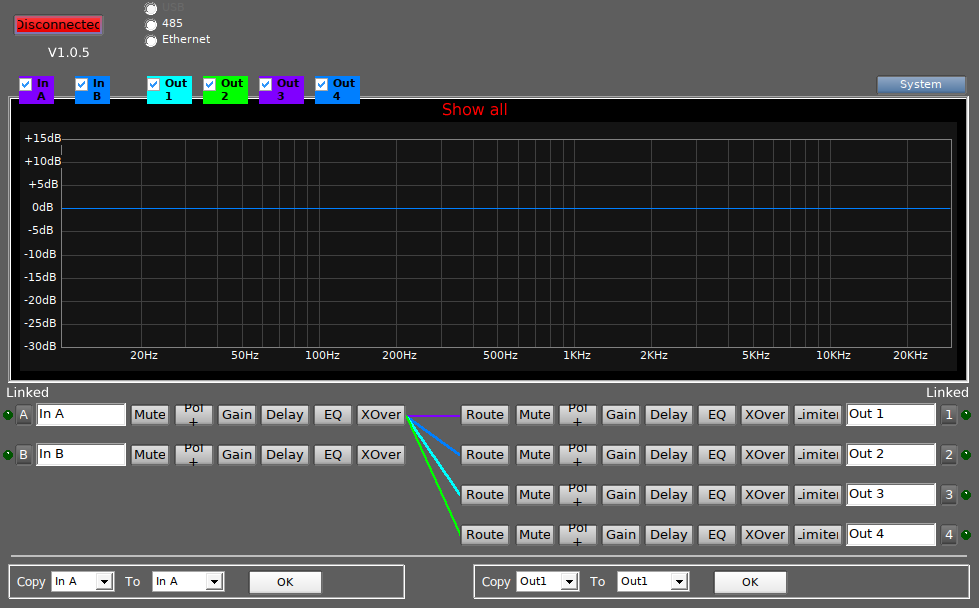 USB
Disconnected
485
Ethernet
V1.0.5
In A
In B
Out 1
Out 2
Out 3
Out 4
System
Show all
+15dB
+10dB
+5dB
0dB
-5dB
-10dB
-15dB
-20dB
-25dB
-30dB
20Hz 50Hz 100Hz 200Hz 500Hz 1KHz 2KHz 5KHz 10KHz 20KHz
Linked Linked
A In A Mute Pol + Gain Delay EQ XOver Route Mute Pol + Gain Delay EQ XOver Limiter Out 1 1
B In B Mute Pol + Gain Delay EQ XOver Route Mute Pol + Gain Delay EQ XOver Limiter Out 2 2
Route Mute Pol + Gain Delay EQ XOver Limiter Out 3 3
Route Mute Pol + Gain Delay EQ XOver Limiter Out 4 4
Copy In A To In A OK Copy Out1 To Out1 OK